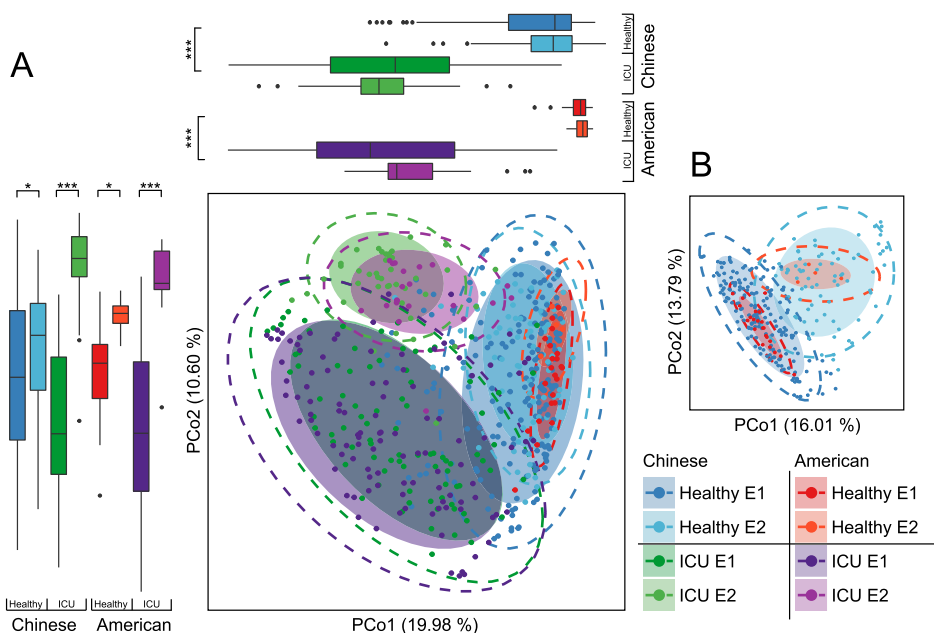 A
***
***
Healthy
ICU
Chinese
Healthy
ICU
American
B
*
***
*
***
PCo2 (10.60 %)
PCo1 (19.98 %)
Healthy
ICU
Healthy
ICU
Chinese
American
PCo2 (13.79 %)
PCo1 (16.01 %)
Chinese
American
Healthy E1
Healthy E1
Healthy E2
Healthy E2
ICU E1
ICU E1
ICU E2
ICU E2